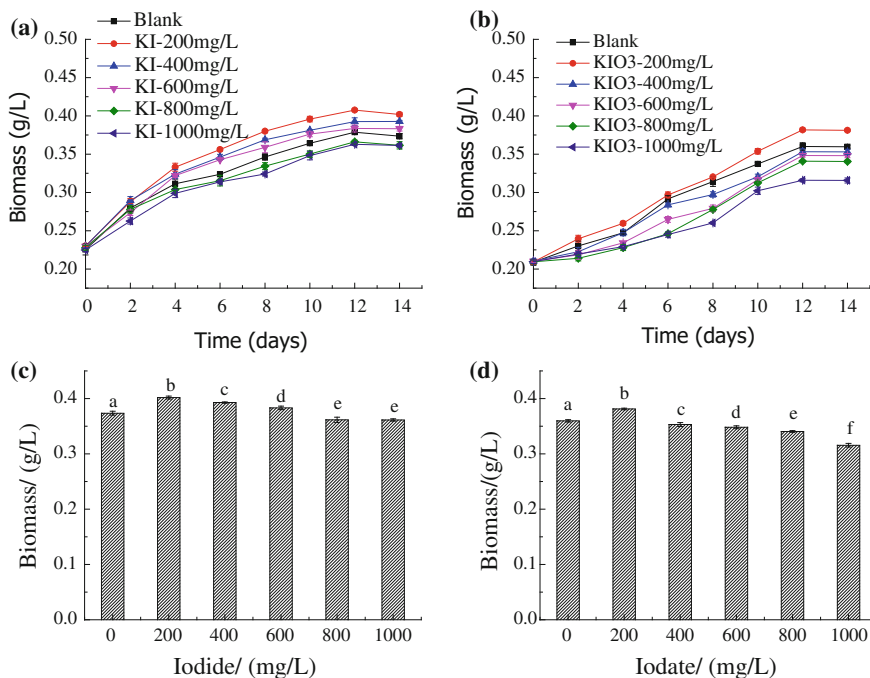 (a)
Blank
KI-200mg/L
KI-400mg/L
KI-600mg/L
KI-800mg/L
KI-1000mg/L
0.50
0.45
0.40
0.35
0.30
0.25
0.20
Biomass (g/L)
0 2 4 6 8 10 12 14
Time (days)
(b)
Blank
KIO3-200mg/L
KIO3-400mg/L
KIO3-600mg/L
KIO3-800mg/L
KIO3-1000mg/L
0.50
0.45
0.40
0.35
0.30
0.25
0.20
Biomass (g/L)
0 2 4 6 8 10 12 14
Time (days)
(c)
a b c d e e
0.4
0.3
0.2
0.1
0.0
Biomass/ (g/L)
0 200 400 600 800 1000
Iodide/ (mg/L)
(d)
a b c d e f
0.4
0.3
0.2
0.1
0.0
Biomass/(g/L)
0 200 400 600 800 1000
Iodate/ (mg/L)